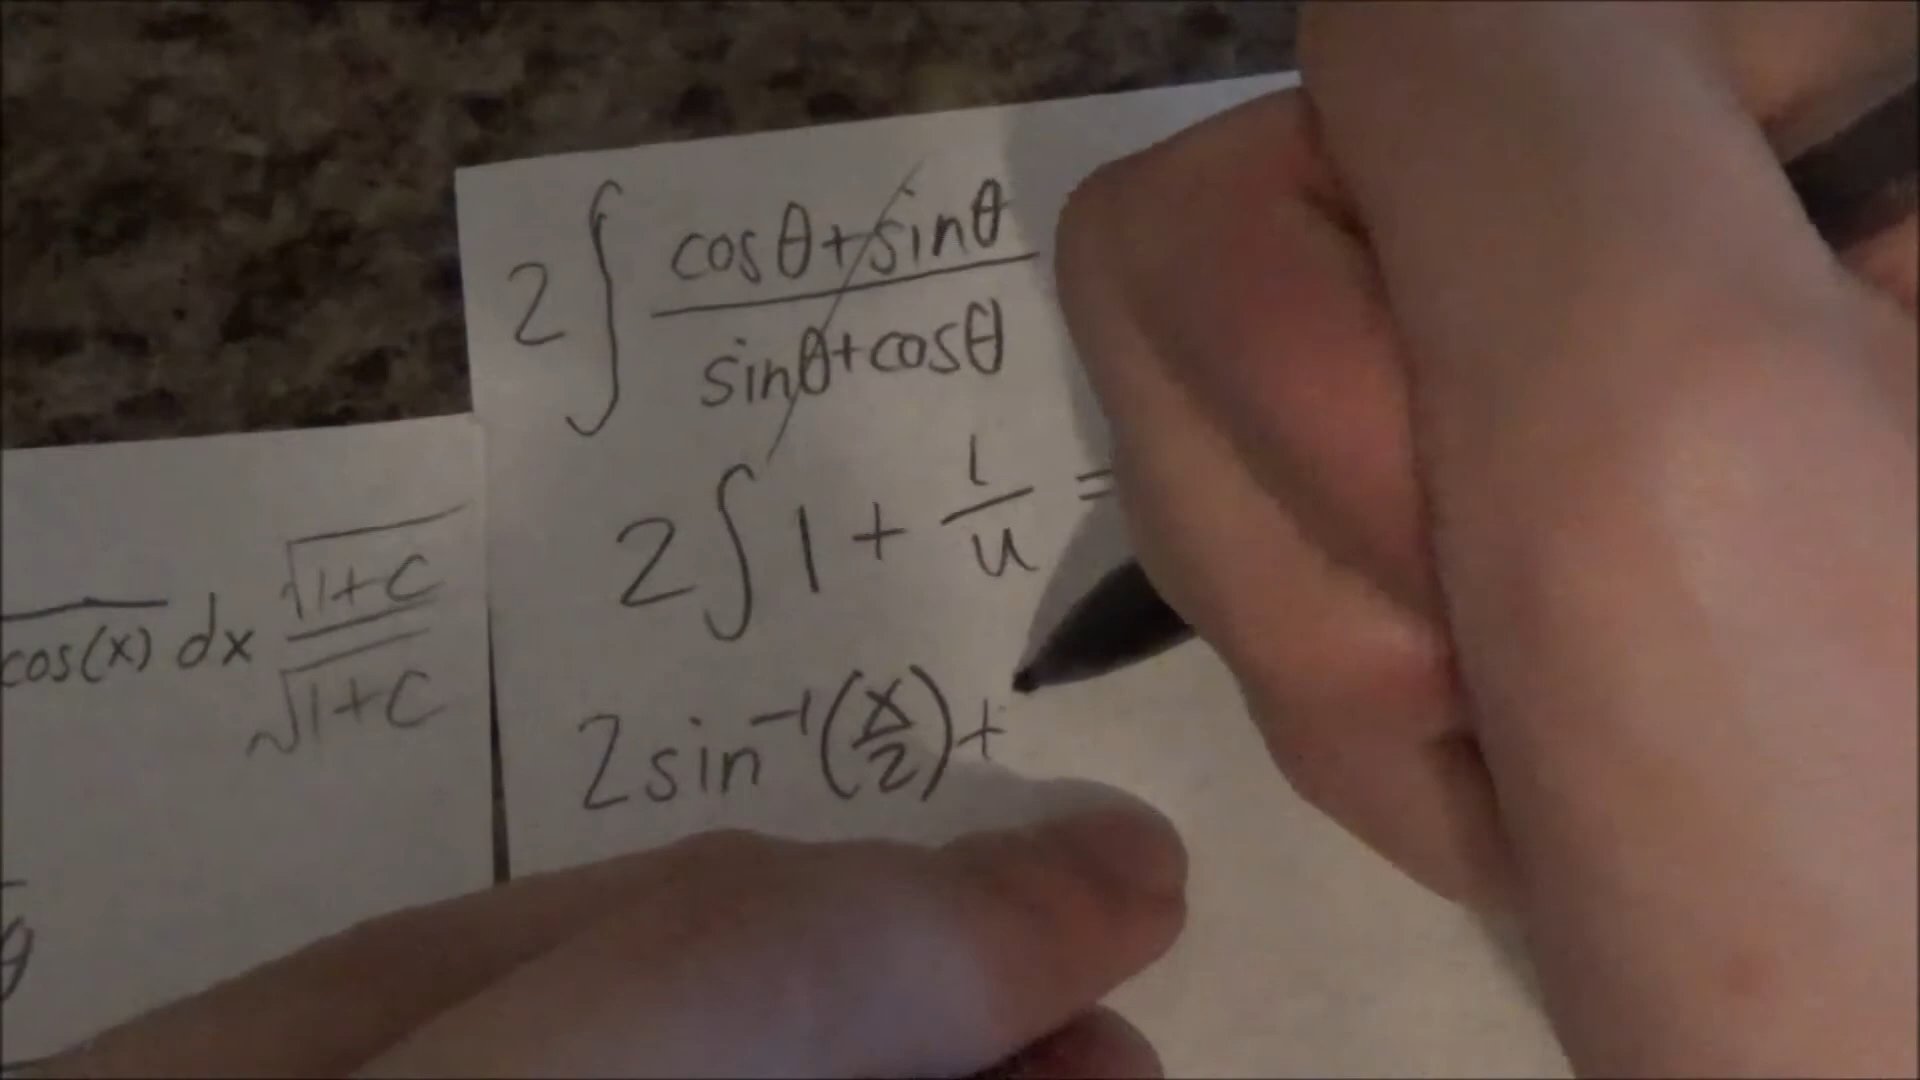 2∫ (cosθ+sinθ)/(sinθ+cosθ)
2∫ 1 + 1/u =
2sin⁻¹(x/2) +
cos(x) dx √(1+C)/√(1+C)